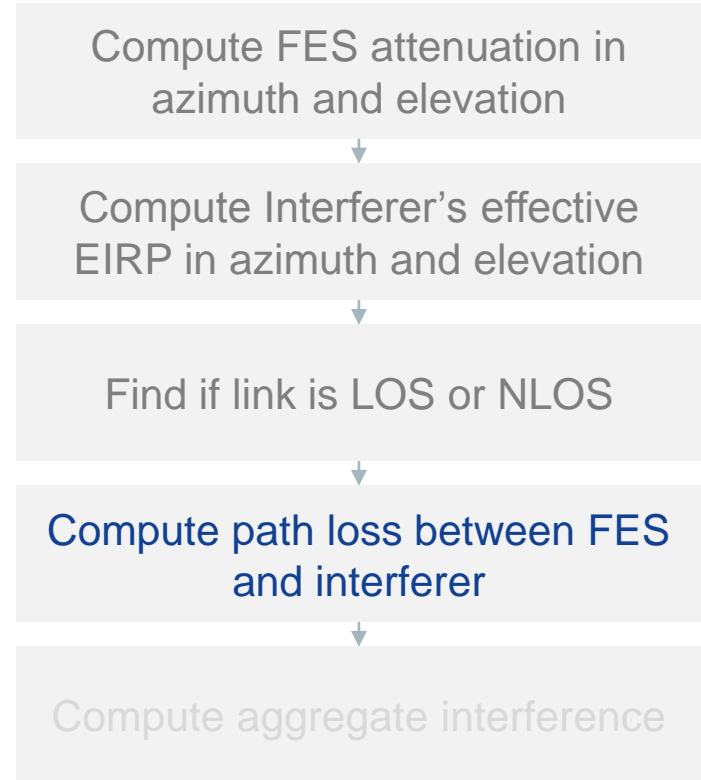 Compute FES attenuation in
azimuth and elevation
Compute Interferer’s effective
EIRP in azimuth and elevation
Find if link is LOS or NLOS
Compute path loss between FES
and interferer
Compute aggregate interference